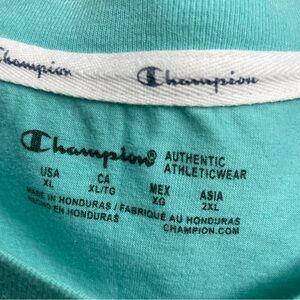 Champion Champion
Champion® AUTHENTIC
ATHLETICWEAR
USA CA MEX ASIA
XL XL/TG XG 2XL
MADE IN HONDURAS / FABRIQUÉ AU HONDURAS
HECHO EN HONDURAS CHAMPION.COM